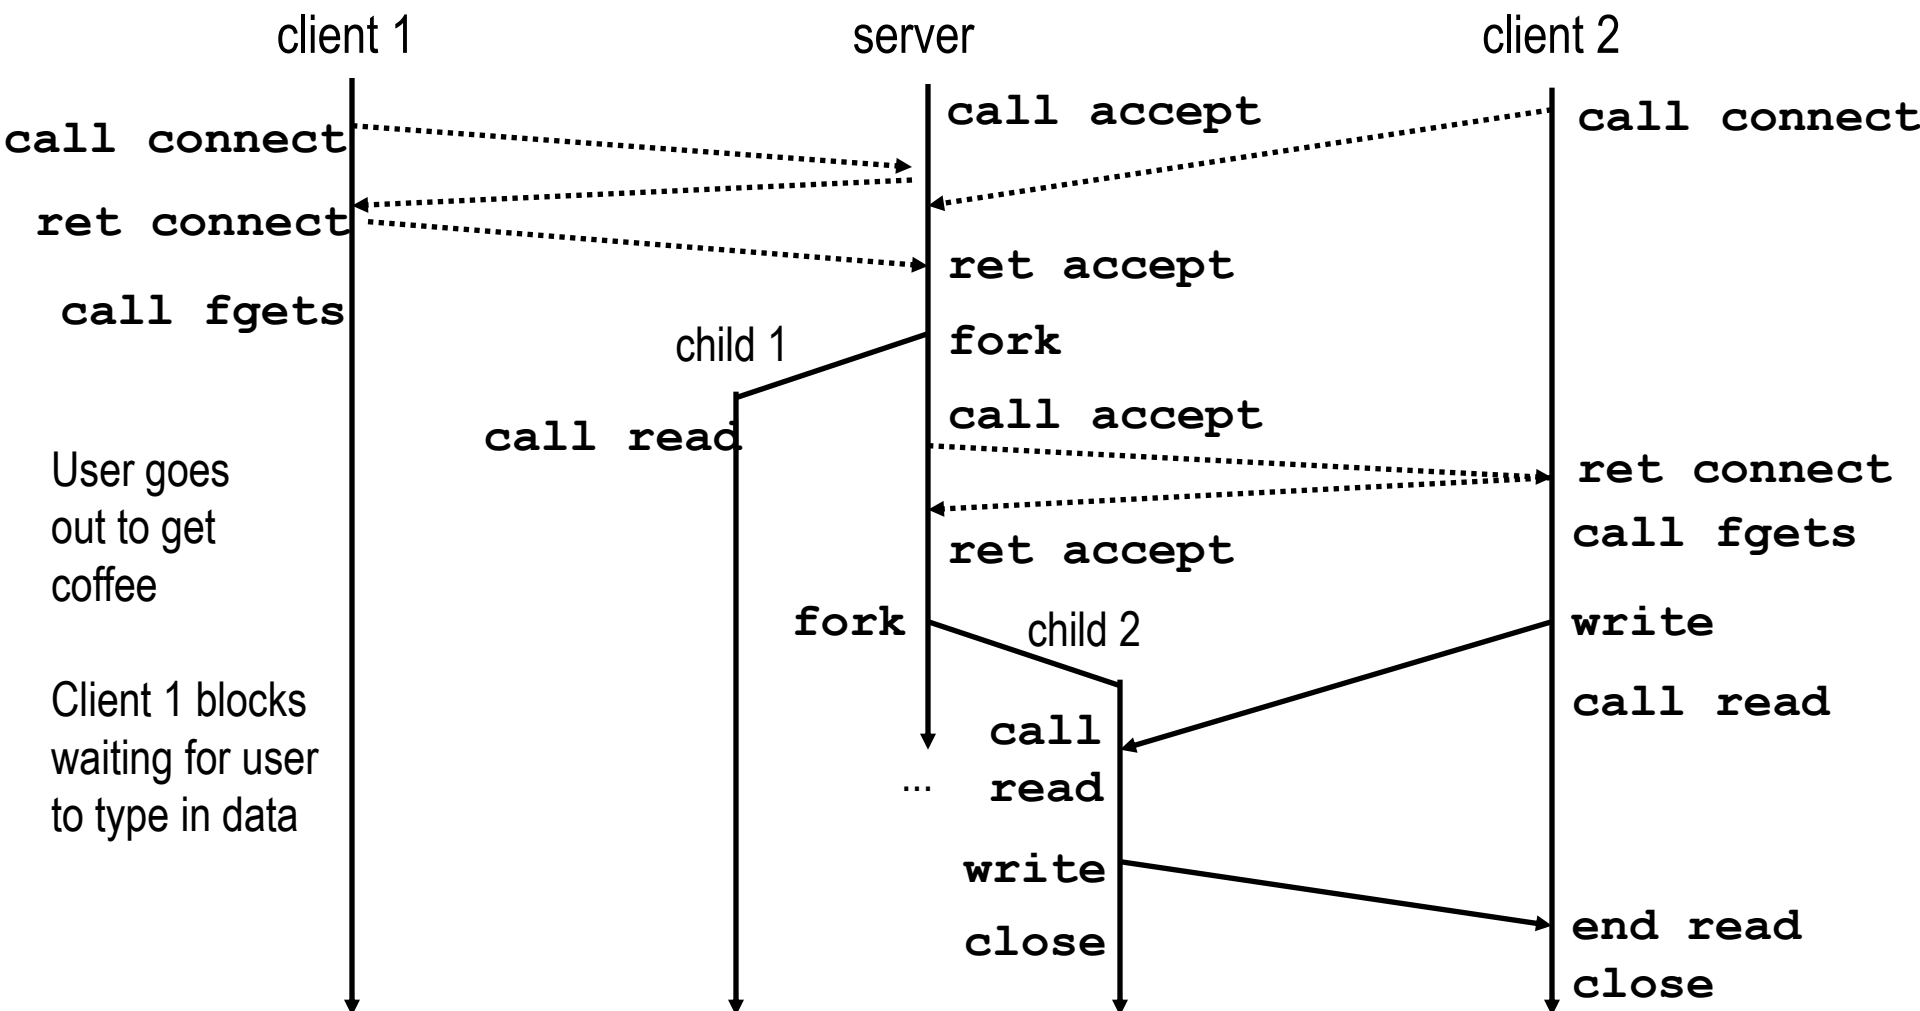 client 1
server
client 2
call accept
call connect
call connect
ret connect
ret accept
call fgets
child 1
fork
call accept
call read
User goes
out to get
coffee
ret connect
call fgets
ret accept
fork
child 2
write
Client 1 blocks
waiting for user
to type in data
call read
call
read
...
write
close
end read
close